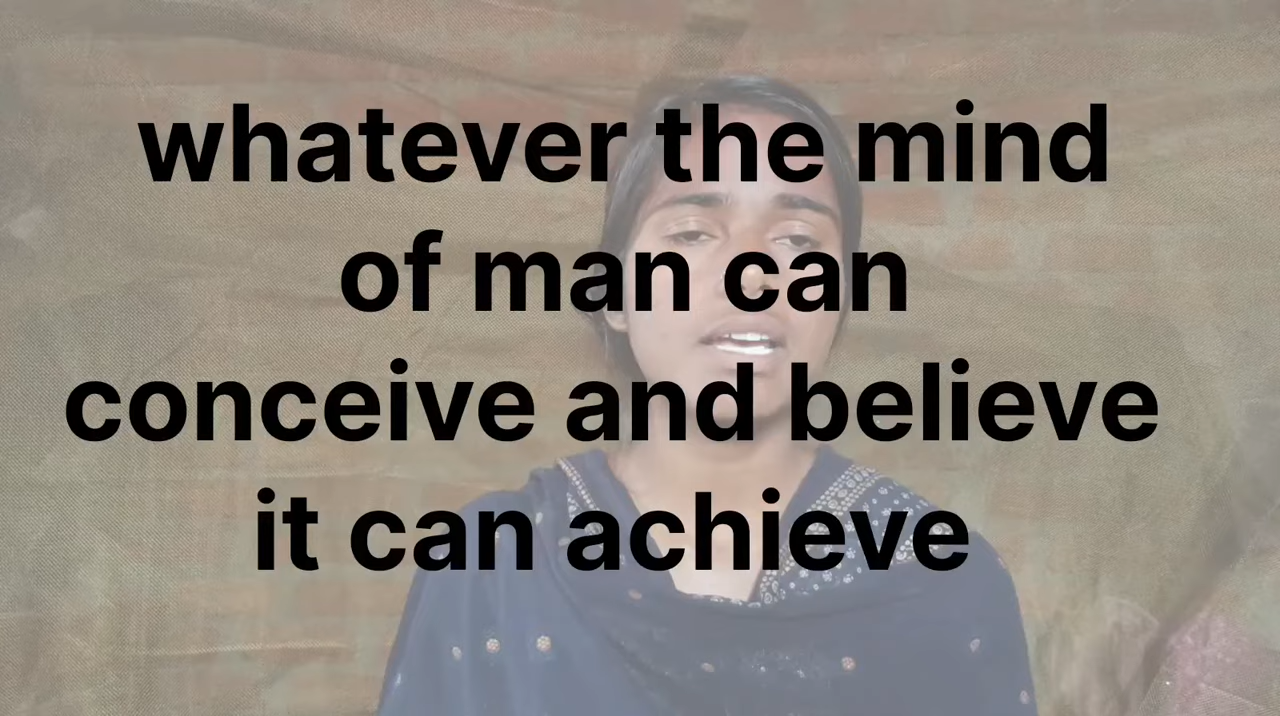 whatever the mind
of man can
conceive and believe
it can achieve